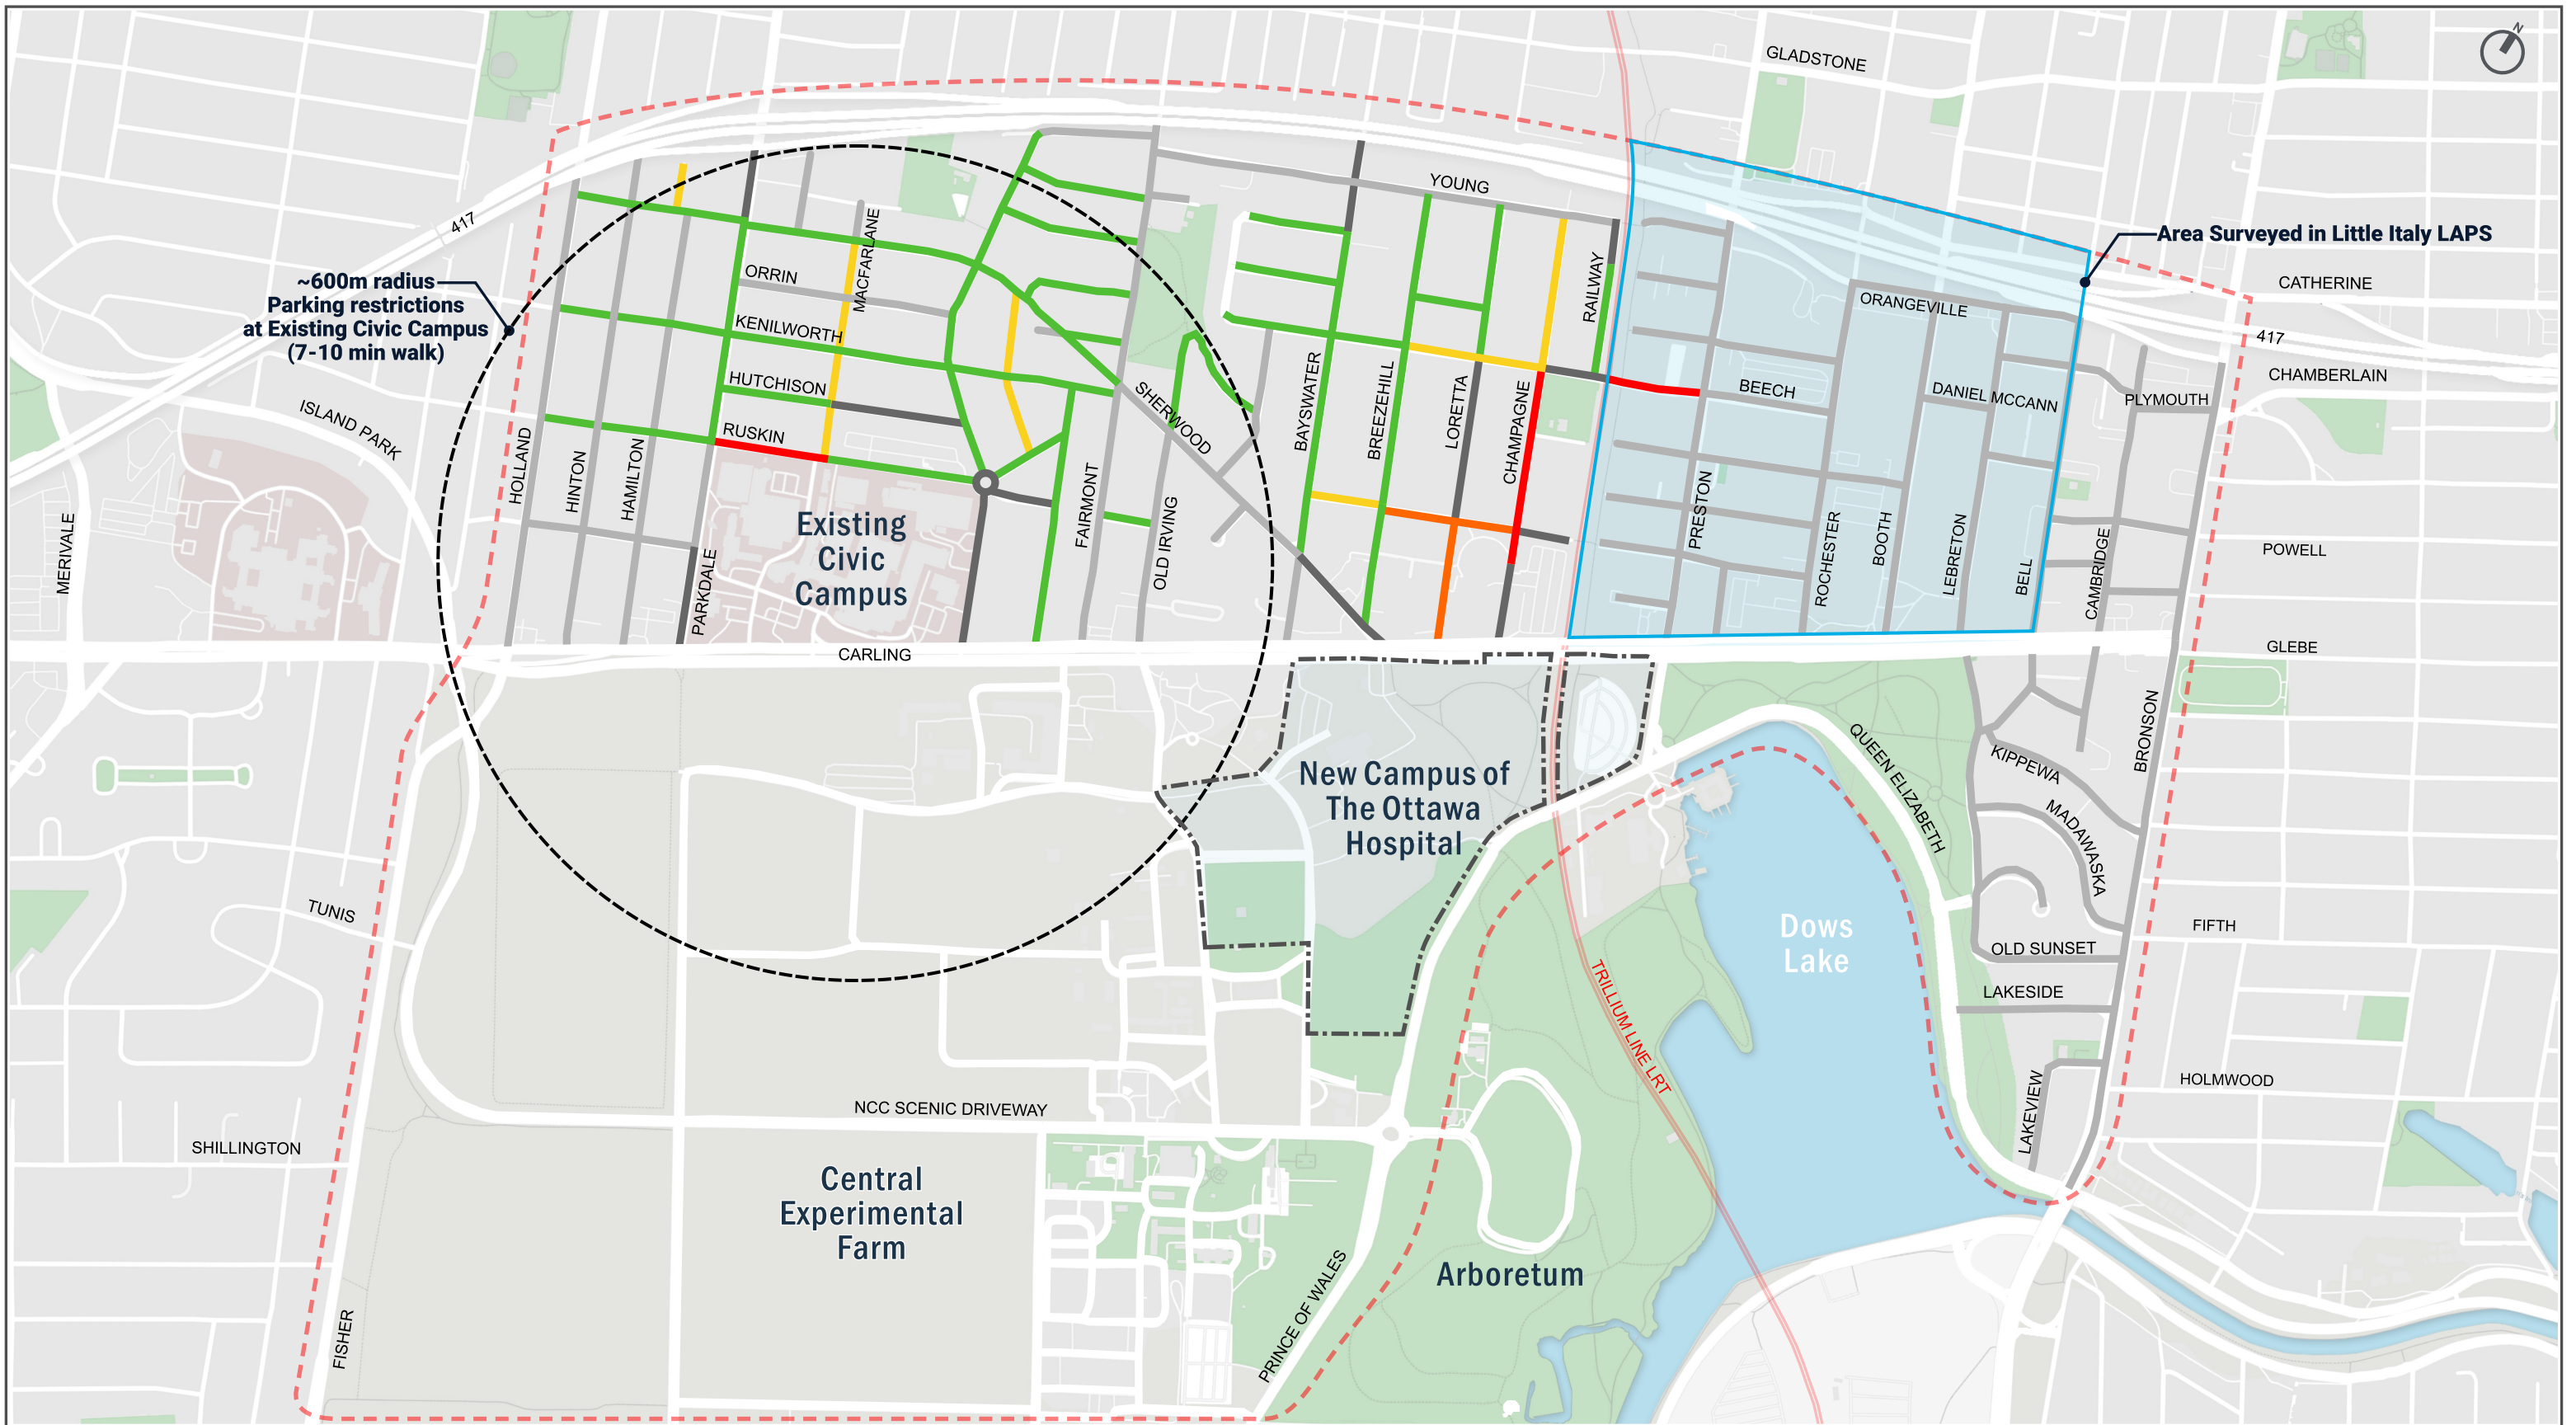 N
GLADSTONE
417
YOUNG
Area Surveyed in Little Italy LAPS
~600m radius
Parking restrictions
at Existing Civic Campus
(7-10 min walk)
MACFARLANE
ORRIN
RAILWAY
CATHERINE
ORANGEVILLE
417
KENILWORTH
CHAMBERLAIN
HUTCHISON
BEECH
DANIEL MCCANN
PLYMOUTH
ISLAND PARK
RUSKIN
SHERWOOD
BAYSWATER
BREEZEHILL
LORETTA
CHAMPAGNE
HOLLAND
HINTON
HAMILTON
FAIRMONT
OLD IRVING
PRESTON
ROCHESTER
BOOTH
LEBRETON
BELL
CAMBRIDGE
POWELL
MERIVALE
PARKDALE
Existing
Civic
Campus
CARLING
GLEBE
New Campus of
The Ottawa
Hospital
QUEEN ELIZABETH
KIPPEWA
BRONSON
MADAWASKA
TUNIS
Dows
Lake
FIFTH
OLD SUNSET
LAKESIDE
TRILLIUM LINE LRT
HOLMWOOD
NCC SCENIC DRIVEWAY
LAKEVIEW
SHILLINGTON
Central
Experimental
Farm
Arboretum
PRINCE OF WALES
FISHER